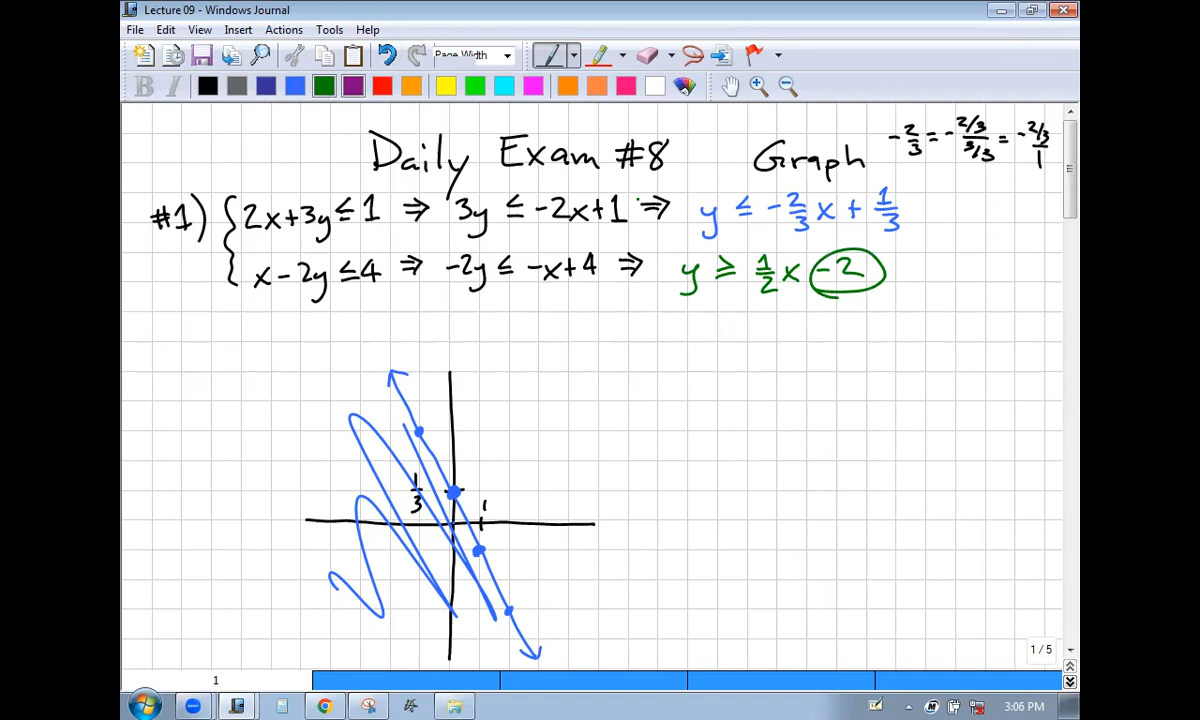 Lecture 09 - Windows Journal
File Edit View Insert Actions Tools Help
Page Width
B I
Daily Exam #8 Graph -2/3 = -(2/3)/(3/3) = -(2/3)/1
#1) { 2x+3y ≤ 1 ⇒ 3y ≤ -2x+1 ⇒ y ≤ -2/3 x + 1/3
x - 2y ≤ 4 ⇒ -2y ≤ -x+4 ⇒ y ≥ 1/2 x -2
1/3
1
1 / 5
1
3:06 PM